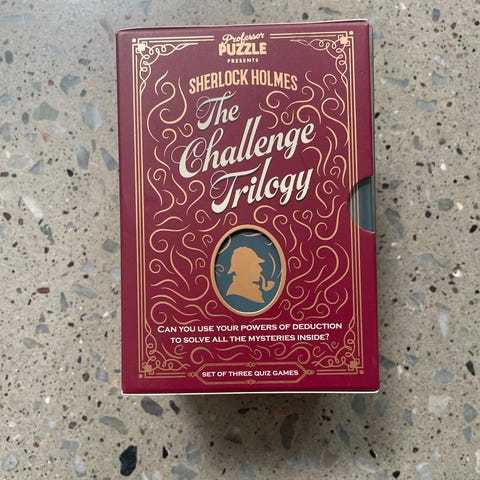 Professor
PUZZLE
PRESENTS
SHERLOCK HOLMES
The
Challenge
Trilogy
CAN YOU USE YOUR POWERS OF DEDUCTION
TO SOLVE ALL THE MYSTERIES INSIDE?
SET OF THREE QUIZ GAMES